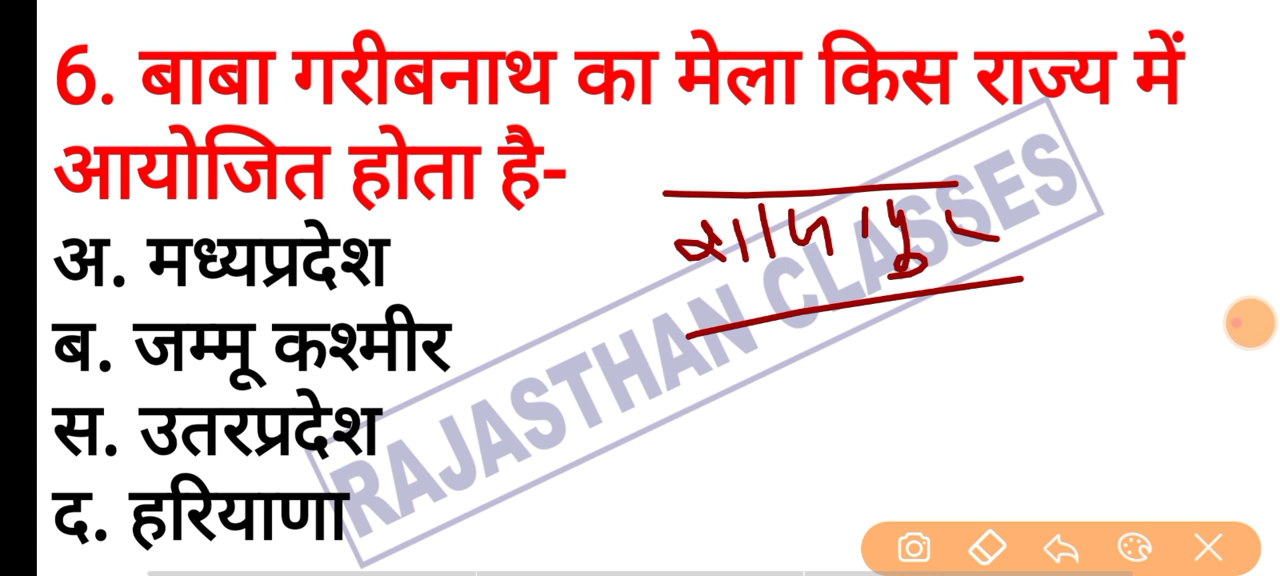 6. बाबा गरीबनाथ का मेला किस राज्य में
आयोजित होता है-
शाजापुर
अ. मध्यप्रदेश
ब. जम्मू कश्मीर
स. उतरप्रदेश
द. हरियाणा
RAJASTHAN CLASSES